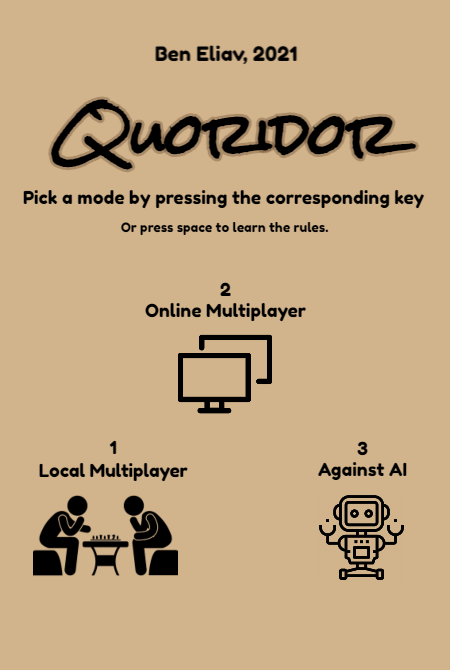 Ben Eliav, 2021
Quoridor
Pick a mode by pressing the corresponding key
Or press space to learn the rules.
2
Online Multiplayer
1
Local Multiplayer
3
Against AI